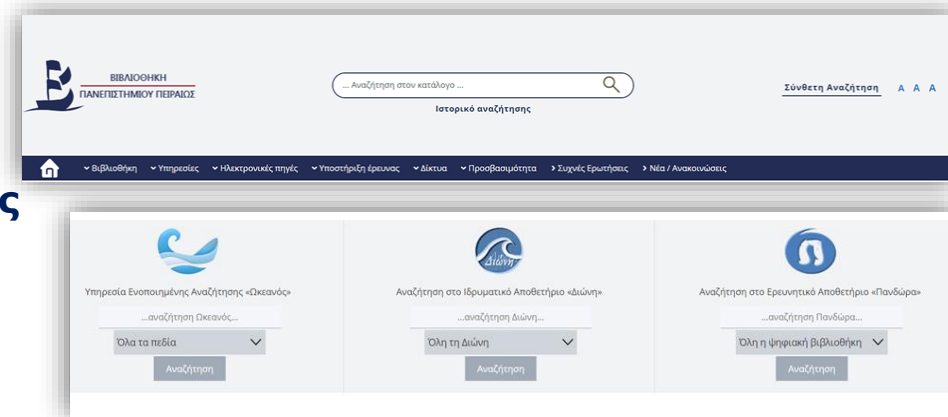 ΒΙΒΛΙΟΘΗΚΗ
ΠΑΝΕΠΙΣΤΗΜΙΟΥ ΠΕΙΡΑΙΩΣ
... Αναζήτηση στον κατάλογο ...
Ιστορικό αναζήτησης
Σύνθετη Αναζήτηση Α Α Α
Βιβλιοθήκη Υπηρεσίες Ηλεκτρονικές πηγές Υποστήριξη έρευνας Δίκτυα Προσβασιμότητα Συχνές Ερωτήσεις Νέα / Ανακοινώσεις
ς
Διώνη
Υπηρεσία Ενοποιημένης Αναζήτησης «Ωκεανός» Αναζήτηση στο Ιδρυματικό Αποθετήριο «Διώνη» Αναζήτηση στο Ερευνητικό Αποθετήριο «Πανδώρα»
...αναζήτηση Ωκεανός... ...αναζήτηση Διώνη... ...αναζήτηση Πανδώρα...
Όλα τα πεδία Όλη τη Διώνη Όλη η ψηφιακή βιβλιοθήκη
Αναζήτηση Αναζήτηση Αναζήτηση